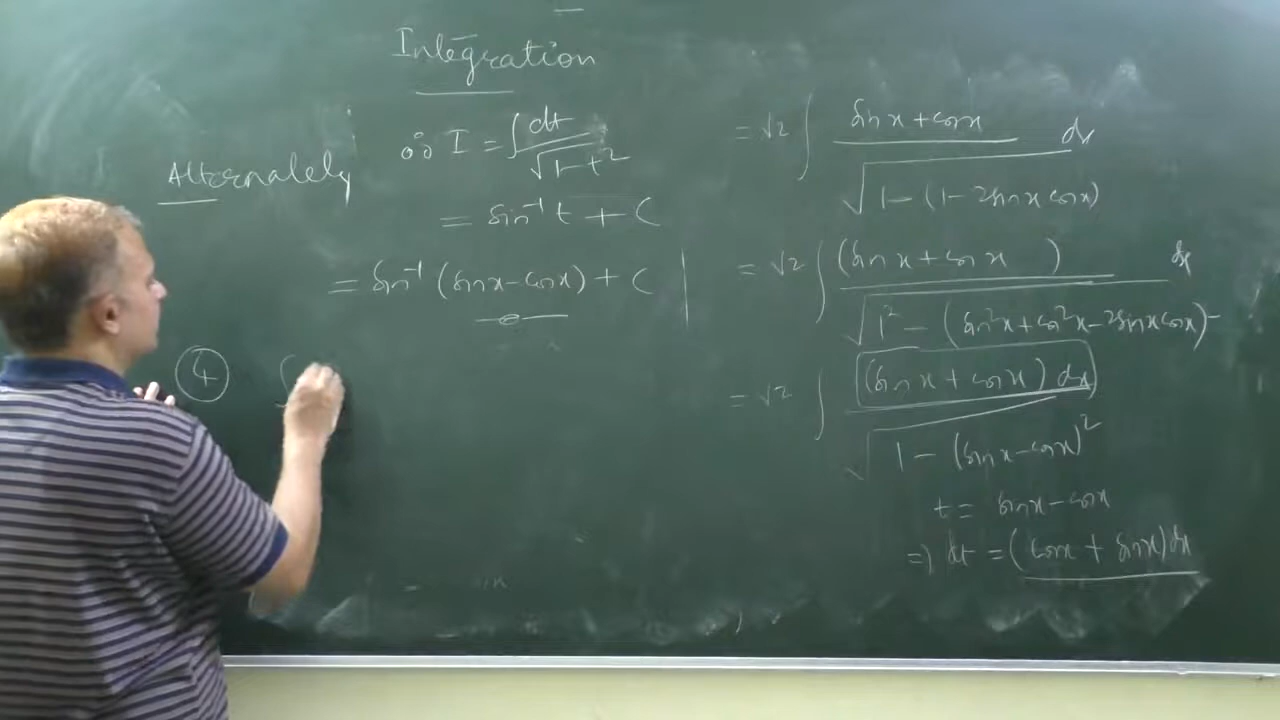 Integration
Alternately
∴ I = ∫ dt / √(1 - t²)
= sin⁻¹ t + C
= sin⁻¹ (sin x - cos x) + C
④ ∫
= √2 ∫ (sin x + cos x) / √(1 - (1 - 2 sin x cos x)) dx
= √2 ∫ (sin x + cos x) / √(1² - (sin²x + cos²x - 2 sin x cos x)) dx
= √2 ∫ (sin x + cos x) dx / √(1 - (sin x - cos x)²)
t = sin x - cos x
⇒ dt = (cos x + sin x) dx